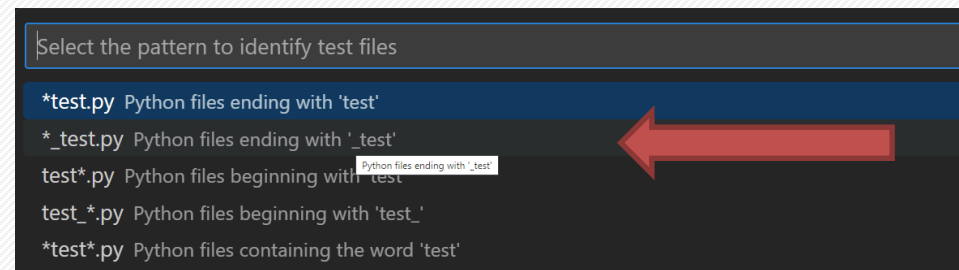 Select the pattern to identify test files
*test.py Python files ending with 'test'
*_test.py Python files ending with '_test'
Python files ending with '_test'
test*.py Python files beginning with 'test'
test_*.py Python files beginning with 'test_'
*test*.py Python files containing the word 'test'